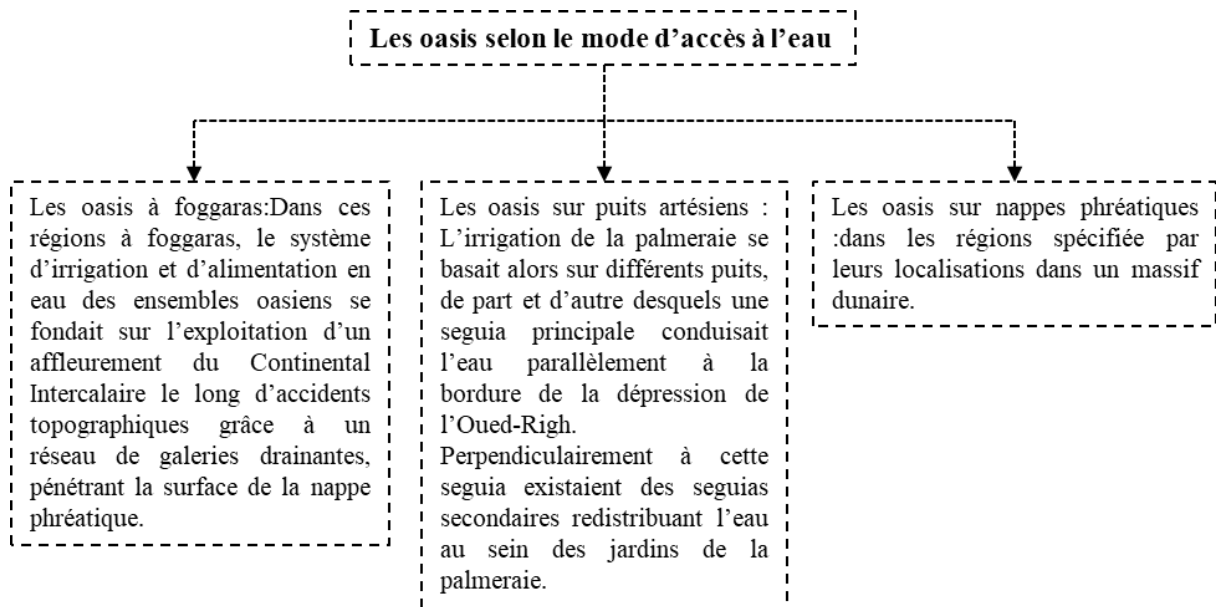 Les oasis selon le mode d’accès à l’eau
Les oasis à foggaras:Dans ces
régions à foggaras, le système
d’irrigation et d’alimentation en
eau des ensembles oasiens se
fondait sur l’exploitation d’un
affleurement du Continental
Intercalaire le long d’accidents
topographiques grâce à un
réseau de galeries drainantes,
pénétrant la surface de la nappe
phréatique.
Les oasis sur puits artésiens :
L’irrigation de la palmeraie se
basait alors sur différents puits,
de part et d’autre desquels une
seguia principale conduisait
l’eau parallèlement à la
bordure de la dépression de
l’Oued-Righ.
Perpendiculairement à cette
seguia existaient des seguias
secondaires redistribuant l’eau
au sein des jardins de la
palmeraie.
Les oasis sur nappes phréatiques
:dans les régions spécifiée par
leurs localisations dans un massif
dunaire.